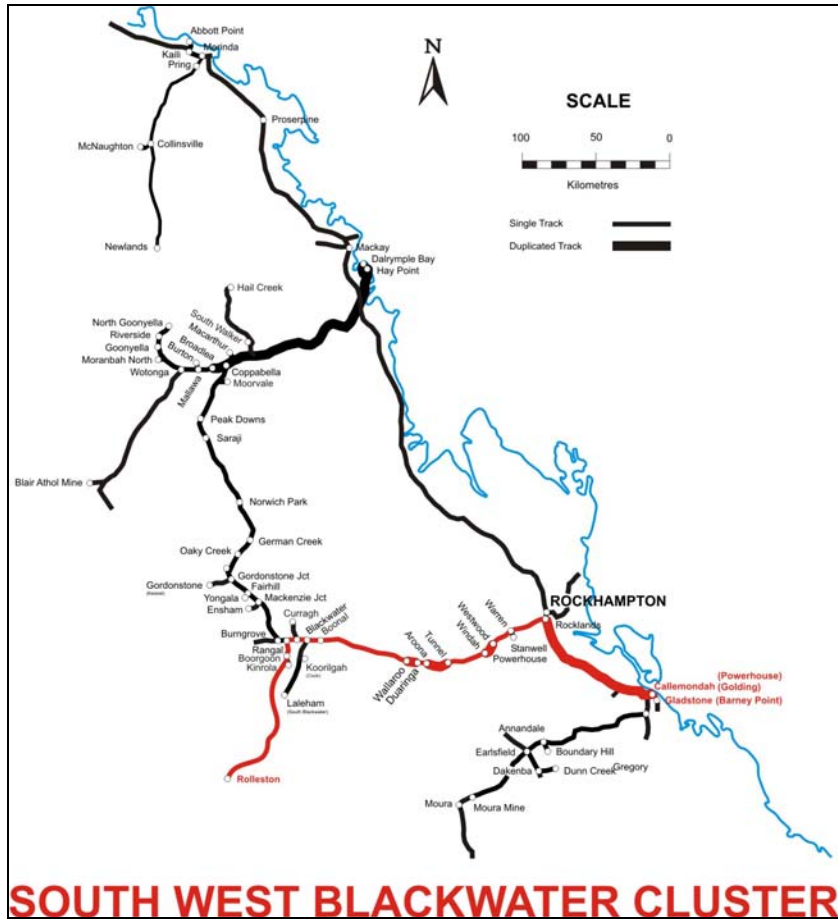 Abbott Point
Kaili
Merinda
Pring
N
SCALE
100 50 0
Kilometres
Single Track
Duplicated Track
Proserpine
McNaughton
Collinsville
Newlands
Mackay
Dalrymple Bay
Hay Point
Hail Creek
South Walker
Macarthur
North Goonyella
Riverside
Goonyella
Moranbah North
Broadlea
Burton
Wotonga
Mallawa
Coppabella
Moorvale
Peak Downs
Saraji
Blair Athol Mine
Norwich Park
German Creek
Oaky Creek
Gordonstone Jct
Gordonstone
Fairhill
Yongala
Mackenzie Jct
Ensham
Curragh
Blackwater
Boonal
Burngrove
Rangal
Boorgoon
Kinrola
Koorilgah
Laleham
(South Blackwater)
Rolleston
Wallaroo
Duaringa
Aroona
Tunnel
Westwood
Windah
Warren
Stanwell
Powerhouse
ROCKHAMPTON
Rocklands
(Powerhouse)
Callemondah (Golding)
Gladstone (Barney Point)
Annandale
Earlsfield
Boundary Hill
Dakenba
Dunn Creek
Gregory
Moura
Moura Mine
SOUTH WEST BLACKWATER CLUSTER